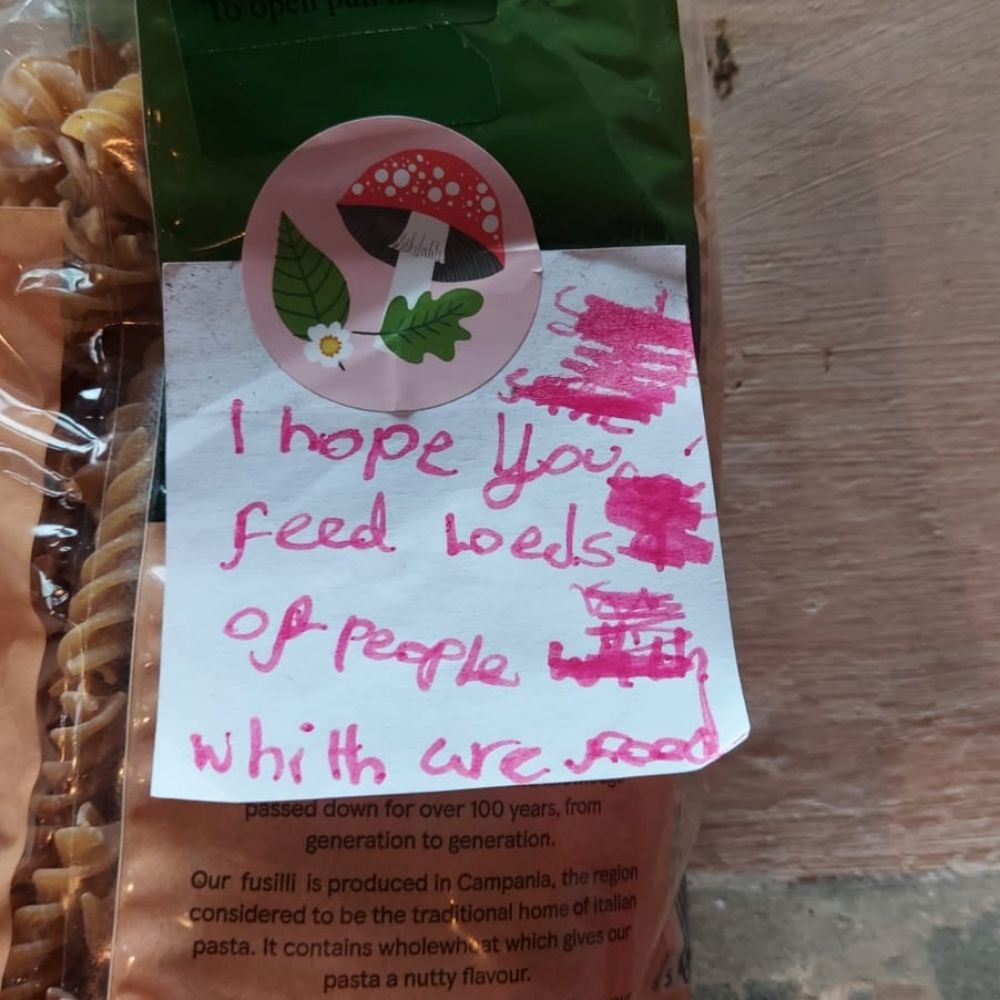 To open pull
I hope you
feed loeds
of people
whith are food
passed down for over 100 years, from
generation to generation.
Our fusilli is produced in Campania, the region
considered to be the traditional home of Italian
pasta. It contains wholewheat which gives our
pasta a nutty flavour.